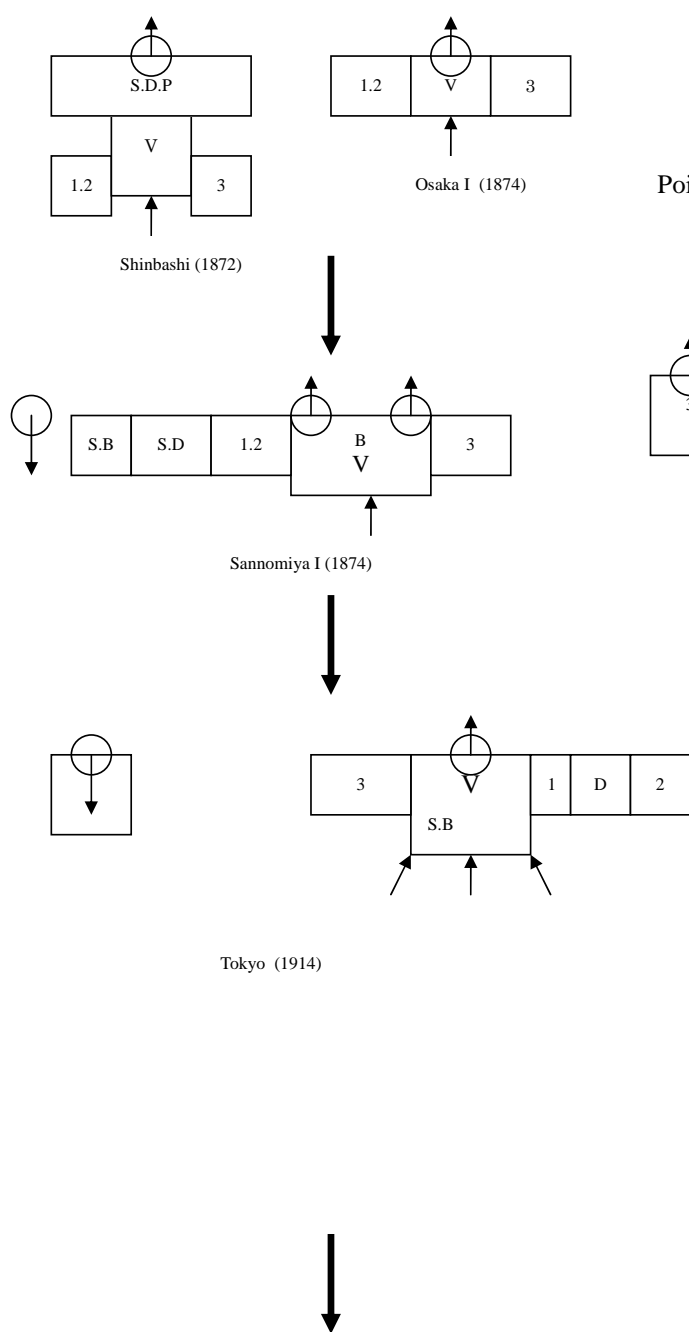 S.D.P
V
1.2
3
Shinbashi (1872)
1.2
V
3
Osaka I (1874)
S.B
S.D
1.2
B
V
3
Sannomiya I (1874)
3
V
S.B
1
D
2
Tokyo (1914)